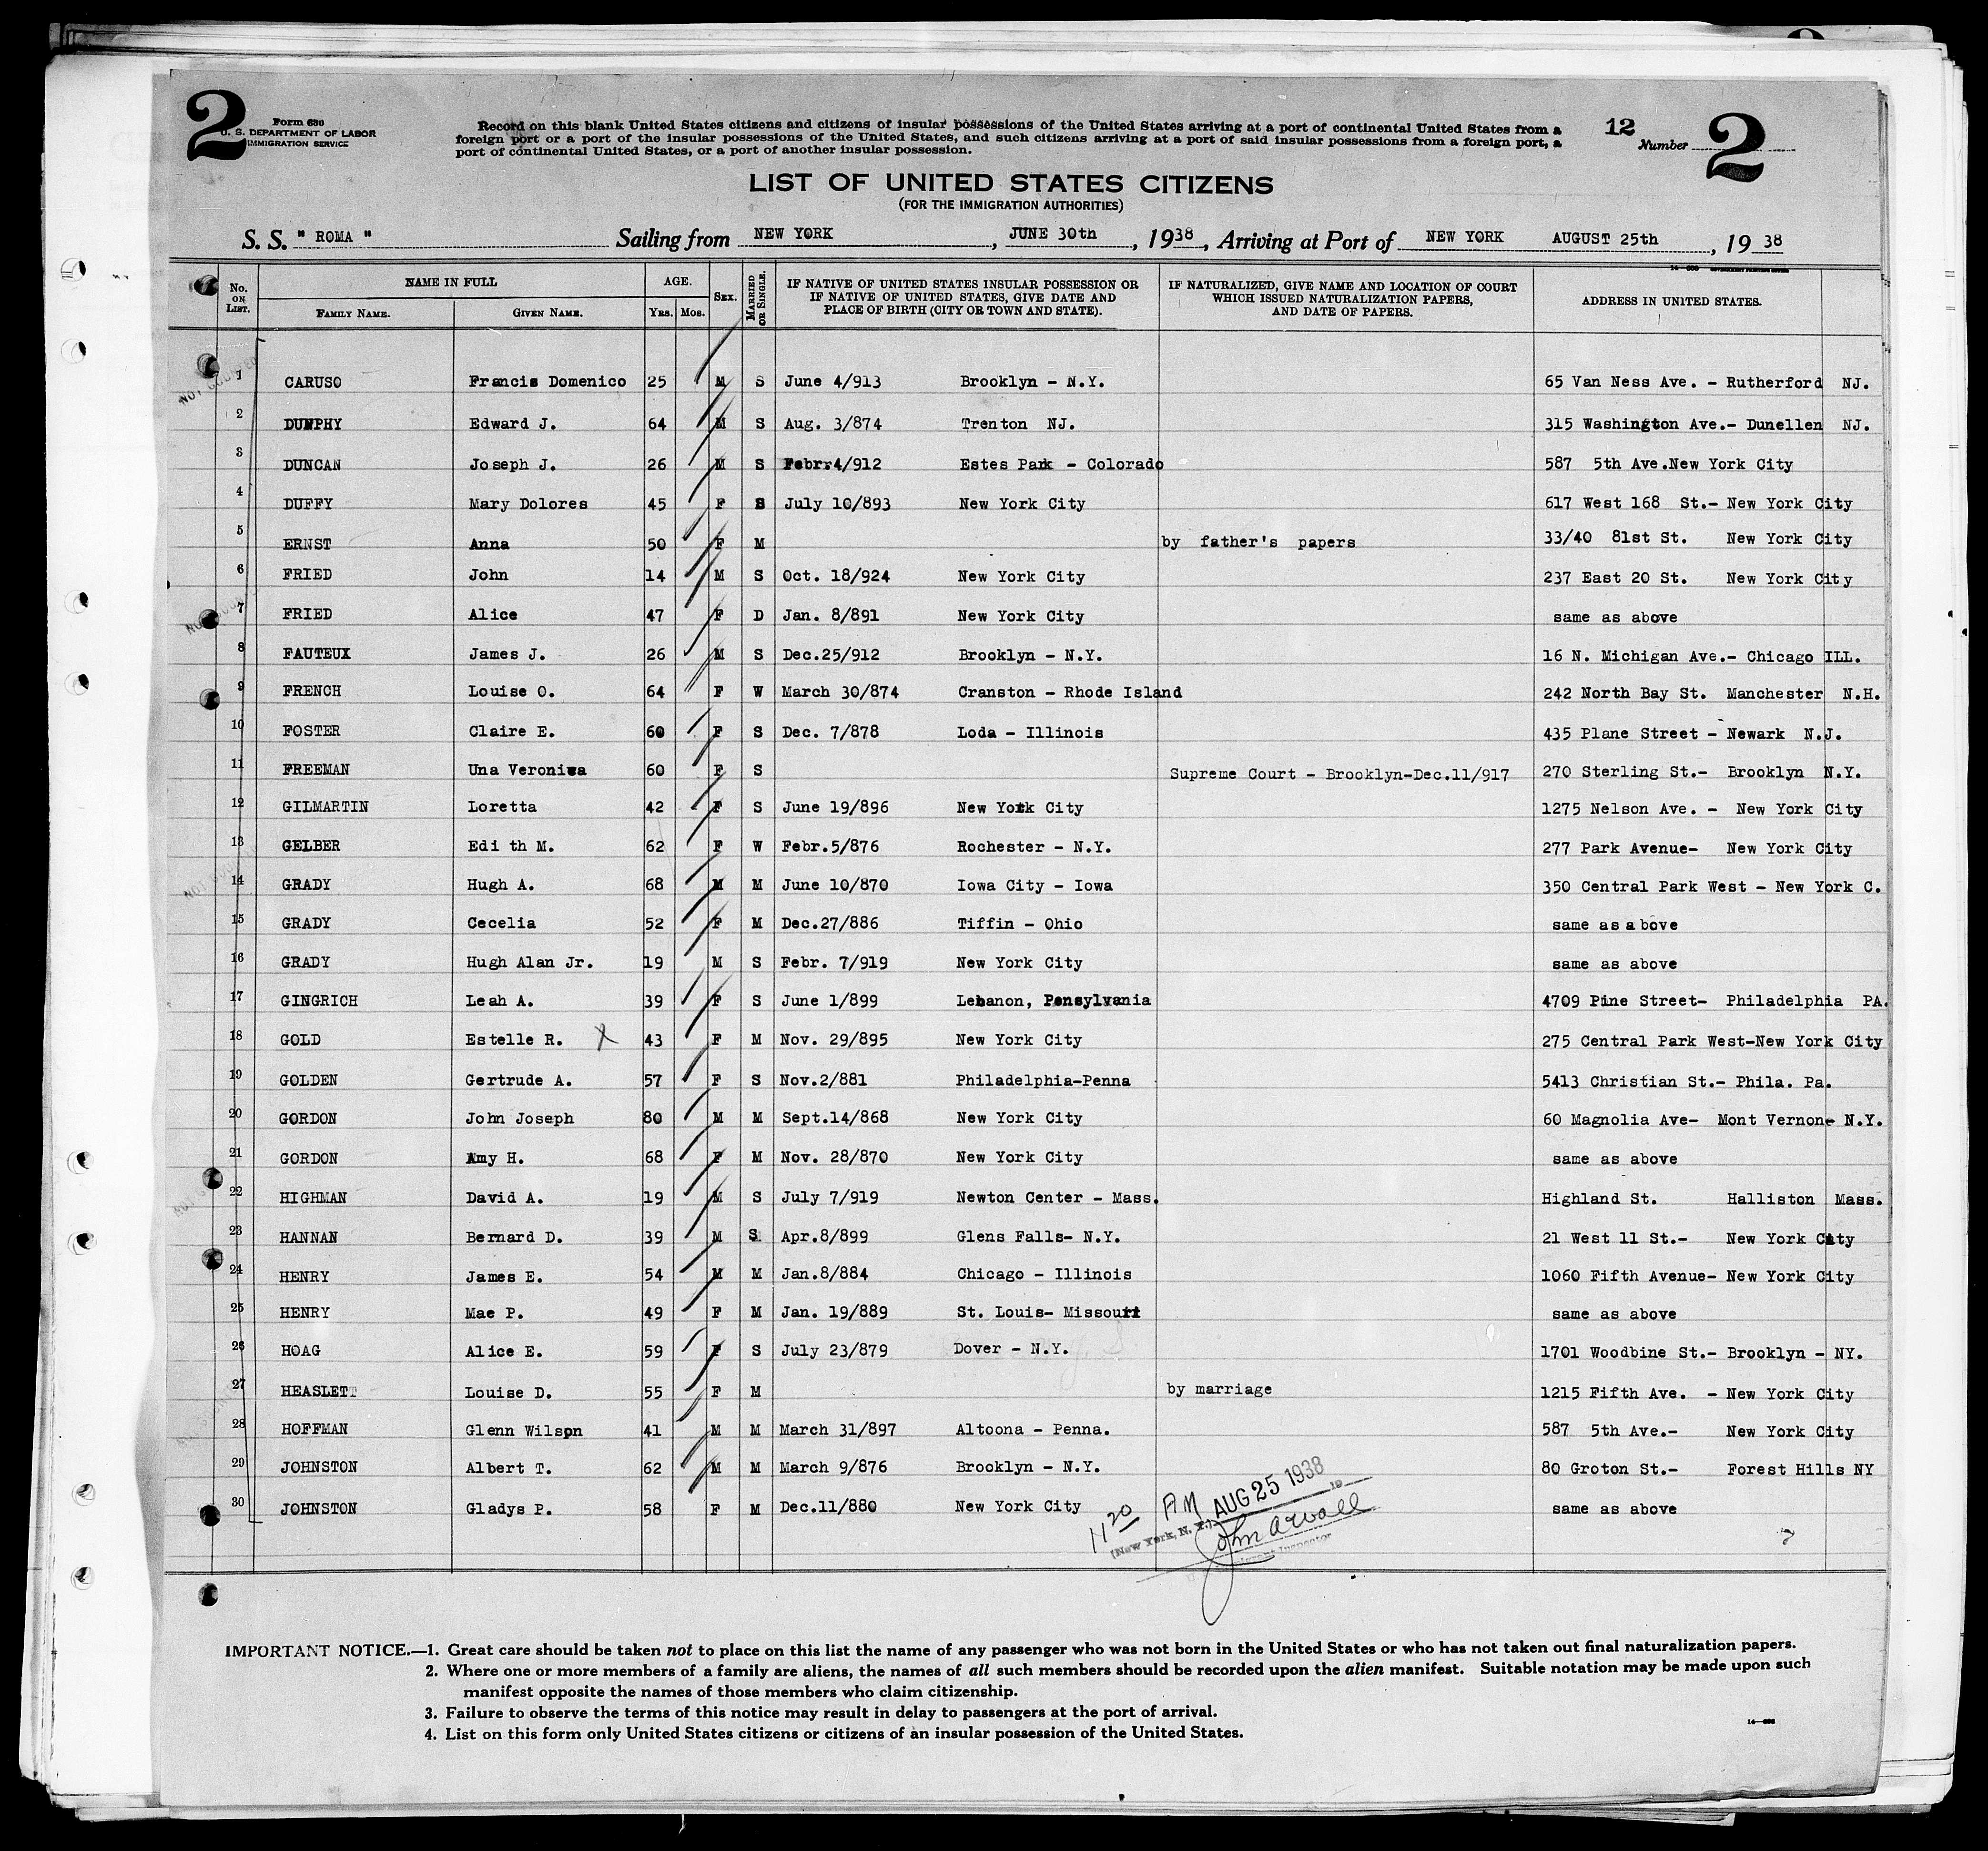 2
Form 630
U. S. DEPARTMENT OF LABOR
IMMIGRATION SERVICE
Record on this blank United States citizens and citizens of insular possessions of the United States arriving at a port of continental United States from a
foreign port or a port of the insular possessions of the United States, and such citizens arriving at a port of said insular possessions from a foreign port, a
port of continental United States, or a port of another insular possession.
12
Number 2
LIST OF UNITED STATES CITIZENS
(FOR THE IMMIGRATION AUTHORITIES)
S. S. " ROMA " Sailing from NEW YORK, JUNE 30th, 1938, Arriving at Port of NEW YORK AUGUST 25th, 1938
No. ON LIST. NAME IN FULL FAMILY NAME. GIVEN NAME. AGE. YRS. MOS. SEX. MARRIED OR SINGLE. IF NATIVE OF UNITED STATES INSULAR POSSESSION OR IF NATIVE OF UNITED STATES, GIVE DATE AND PLACE OF BIRTH (CITY OR TOWN AND STATE). IF NATURALIZED, GIVE NAME AND LOCATION OF COURT WHICH ISSUED NATURALIZATION PAPERS, AND DATE OF PAPERS. ADDRESS IN UNITED STATES.
1 CARUSO Francis Domenico 25 M S June 4/913 Brooklyn - N.Y. 65 Van Ness Ave. - Rutherford NJ.
2 DUNPHY Edward J. 64 M S Aug. 3/874 Trenton NJ. 315 Washington Ave.- Dunellen NJ.
3 DUNCAN Joseph J. 26 M S Febr.4/912 Estes Park - Colorado 587 5th Ave.New York City
4 DUFFY Mary Dolores 45 F S July 10/893 New York City 617 West 168 St.- New York City
5 ERNST Anna 50 F M by father's papers 33/40 81st St. New York City
6 FRIED John 14 M S Oct. 18/924 New York City 237 East 20 St. New York City
7 FRIED Alice 47 F D Jan. 8/891 New York City same as above
8 FAUTEUX James J. 26 M S Dec.25/912 Brooklyn - N.Y. 16 N. Michigan Ave.- Chicago ILL.
9 FRENCH Louise O. 64 F W March 30/874 Cranston - Rhode Island 242 North Bay St. Manchester N.H.
10 FOSTER Claire E. 60 F S Dec. 7/878 Loda - Illinois 435 Plane Street - Newark N.J.
11 FREEMAN Una Veronica 60 F S Supreme Court - Brooklyn-Dec.11/917 270 Sterling St.- Brooklyn N.Y.
12 GILMARTIN Loretta 42 F S June 19/896 New York City 1275 Nelson Ave. - New York City
13 GELBER Edi th M. 62 F W Febr.5/876 Rochester - N.Y. 277 Park Avenue- New York City
14 GRADY Hugh A. 68 M M June 10/870 Iowa City - Iowa 350 Central Park West - New York C.
15 GRADY Cecelia 52 F M Dec.27/886 Tiffin - Ohio same as above
16 GRADY Hugh Alan Jr. 19 M S Febr. 7/919 New York City same as above
17 GINGRICH Leah A. 39 F S June 1/899 Lebanon, Pensylvania 4709 Pine Street- Philadelphia PA.
18 GOLD Estelle R. X 43 F M Nov. 29/895 New York City 275 Central Park West-New York City
19 GOLDEN Gertrude A. 57 F S Nov.2/881 Philadelphia-Penna 5413 Christian St.- Phila. Pa.
20 GORDON John Joseph 80 M M Sept.14/868 New York City 60 Magnolia Ave- Mont Vernon- N.Y.
21 GORDON Amy H. 68 F M Nov. 28/870 New York City same as above
22 HIGHMAN David A. 19 M S July 7/919 Newton Center - Mass. Highland St. Halliston Mass.
23 HANNAN Bernard D. 39 M S Apr.8/899 Glens Falls- N.Y. 21 West 11 St.- New York City
24 HENRY James E. 54 M M Jan.8/884 Chicago - Illinois 1060 Fifth Avenue- New York City
25 HENRY Mae P. 49 F M Jan. 19/889 St. Louis- Missouri same as above
26 HOAG Alice E. 59 F S July 23/879 Dover - N.Y. 1701 Woodbine St.- Brooklyn - NY.
27 HEASLETT Louise D. 55 F M by marriage 1215 Fifth Ave. - New York City
28 HOFFMAN Glenn Wilson 41 M M March 31/897 Altoona - Penna. 587 5th Ave.- New York City
29 JOHNSTON Albert T. 62 M M March 9/876 Brooklyn - N.Y. 80 Groton St.- Forest Hills NY
30 JOHNSTON Gladys P. 58 F M Dec.11/880 New York City same as above
11 20 AM AUG 25 1938
(New York, N. Y.)
Inspector
IMPORTANT NOTICE.—1. Great care should be taken not to place on this list the name of any passenger who was not born in the United States or who has not taken out final naturalization papers.
2. Where one or more members of a family are aliens, the names of all such members should be recorded upon the alien manifest. Suitable notation may be made upon such
manifest opposite the names of those members who claim citizenship.
3. Failure to observe the terms of this notice may result in delay to passengers at the port of arrival.
4. List on this form only United States citizens or citizens of an insular possession of the United States.